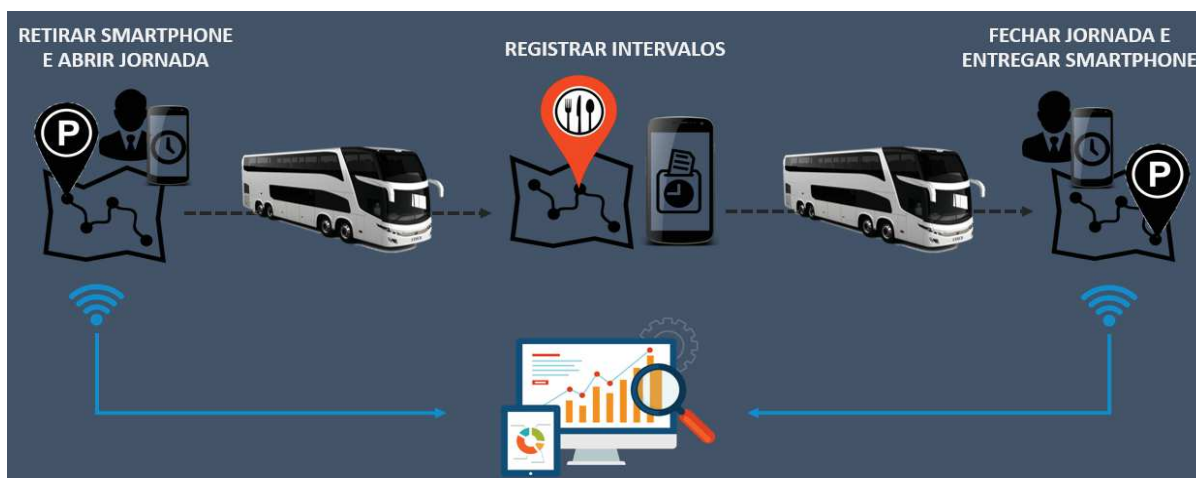 RETIRAR SMARTPHONE
E ABRIR JORNADA
REGISTRAR INTERVALOS
FECHAR JORNADA E
ENTREGAR SMARTPHONE
P
P